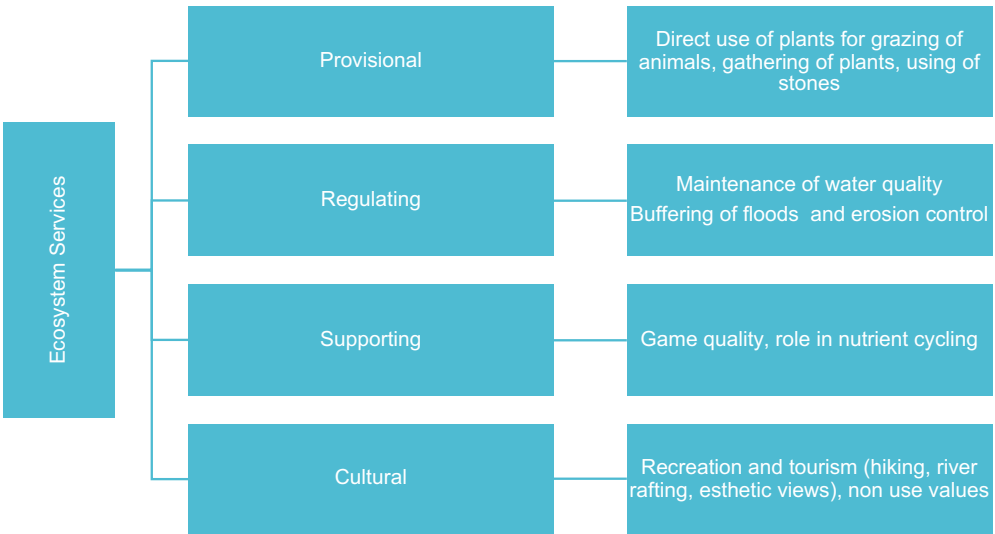 Ecosystem Services
Provisional
Direct use of plants for grazing of
animals, gathering of plants, using of
stones
Regulating
Maintenance of water quality
Buffering of floods and erosion control
Supporting
Game quality, role in nutrient cycling
Cultural
Recreation and tourism (hiking, river
rafting, esthetic views), non use values